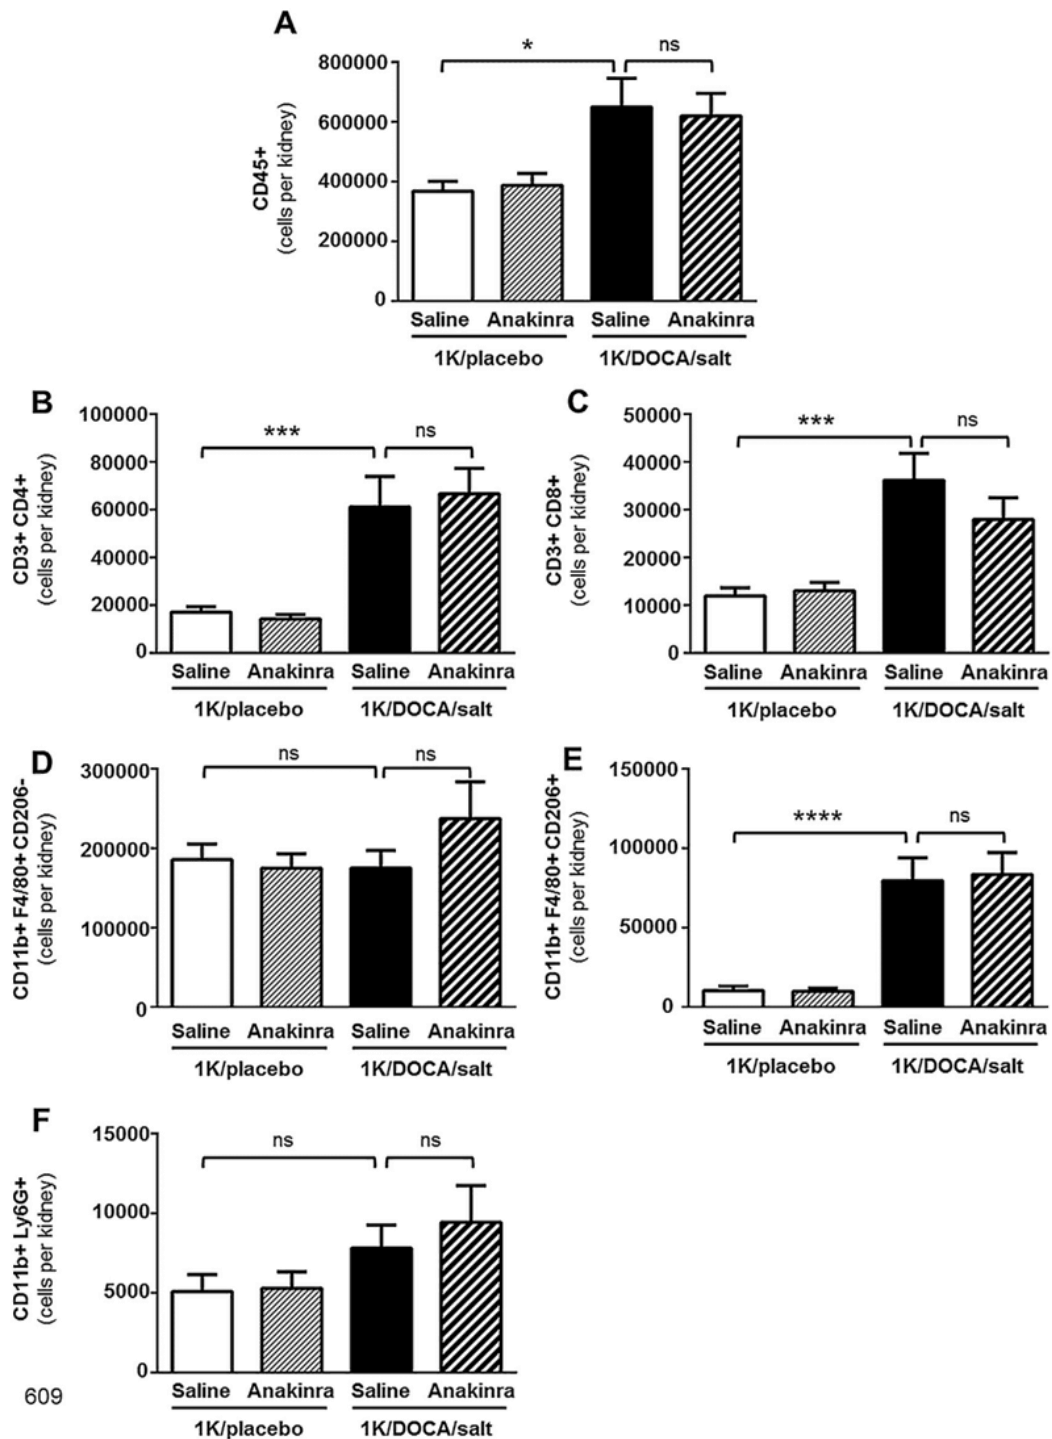 A
* ns
800000
600000
400000
200000
0
CD45+
(cells per kidney)
Saline Anakinra Saline Anakinra
1K/placebo 1K/DOCA/salt
B
*** ns
100000
80000
60000
40000
20000
0
CD3+ CD4+
(cells per kidney)
Saline Anakinra Saline Anakinra
1K/placebo 1K/DOCA/salt
C
*** ns
50000
40000
30000
20000
10000
0
CD3+ CD8+
(cells per kidney)
Saline Anakinra Saline Anakinra
1K/placebo 1K/DOCA/salt
D
ns ns
300000
200000
100000
0
CD11b+ F4/80+ CD206-
(cells per kidney)
Saline Anakinra Saline Anakinra
1K/placebo 1K/DOCA/salt
E
**** ns
150000
100000
50000
0
CD11b+ F4/80+ CD206+
(cells per kidney)
Saline Anakinra Saline Anakinra
1K/placebo 1K/DOCA/salt
F
ns ns
15000
10000
5000
0
CD11b+ Ly6G+
(cells per kidney)
Saline Anakinra Saline Anakinra
1K/placebo 1K/DOCA/salt
609